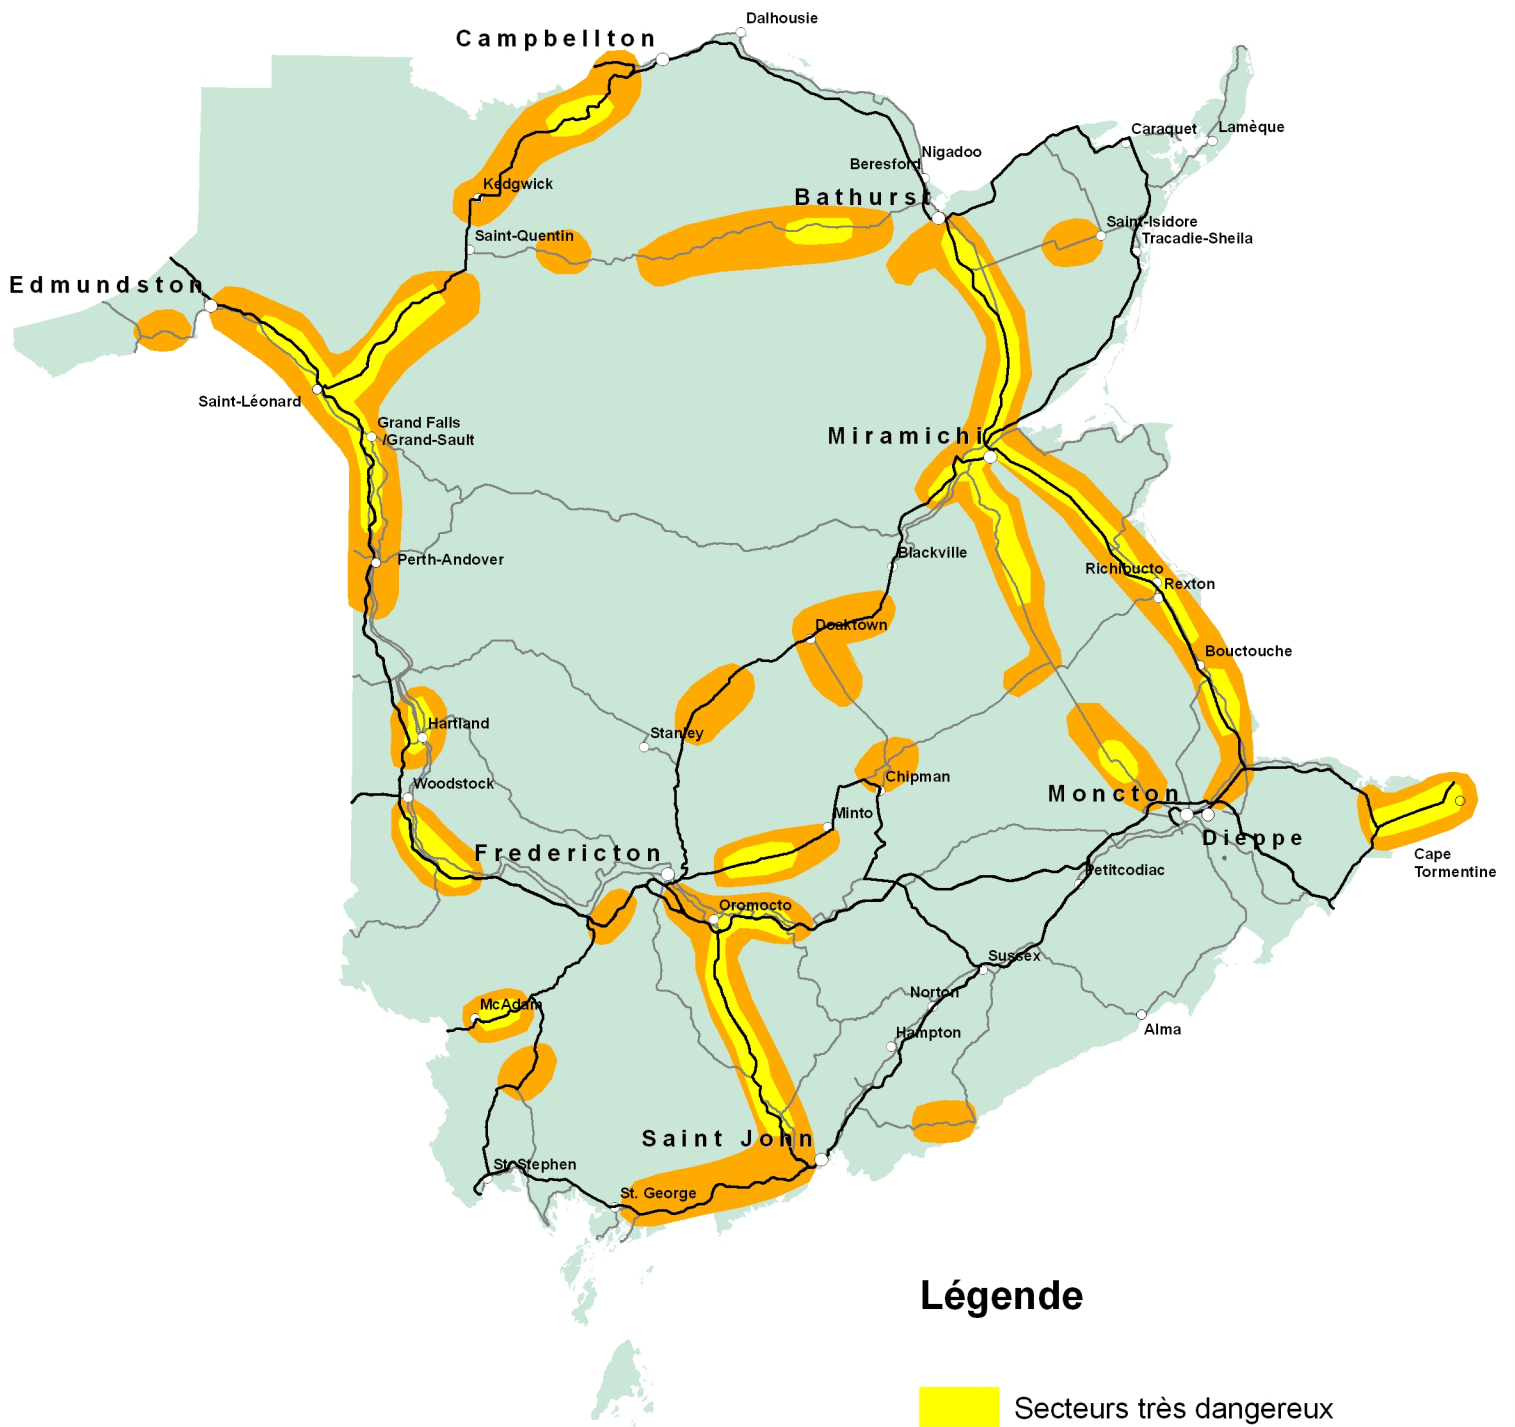 Dalhousie
Campbellton
Caraquet
Lamèque
Nigadoo
Beresford
Kedgwick
Bathurst
Saint-Isidore
Saint-Quentin
Tracadie-Sheila
Edmundston
Saint-Léonard
Grand Falls
/Grand-Sault
Miramichi
Blackville
Perth-Andover
Richibucto
Rexton
Doaktown
Bouctouche
Hartland
Stanley
Chipman
Woodstock
Moncton
Minto
Dieppe
Fredericton
Cape
Tormentine
Petitcodiac
Oromocto
Sussex
Norton
McAdam
Hampton
Alma
Saint John
St. Stephen
St. George
Légende
Secteurs très dangereux